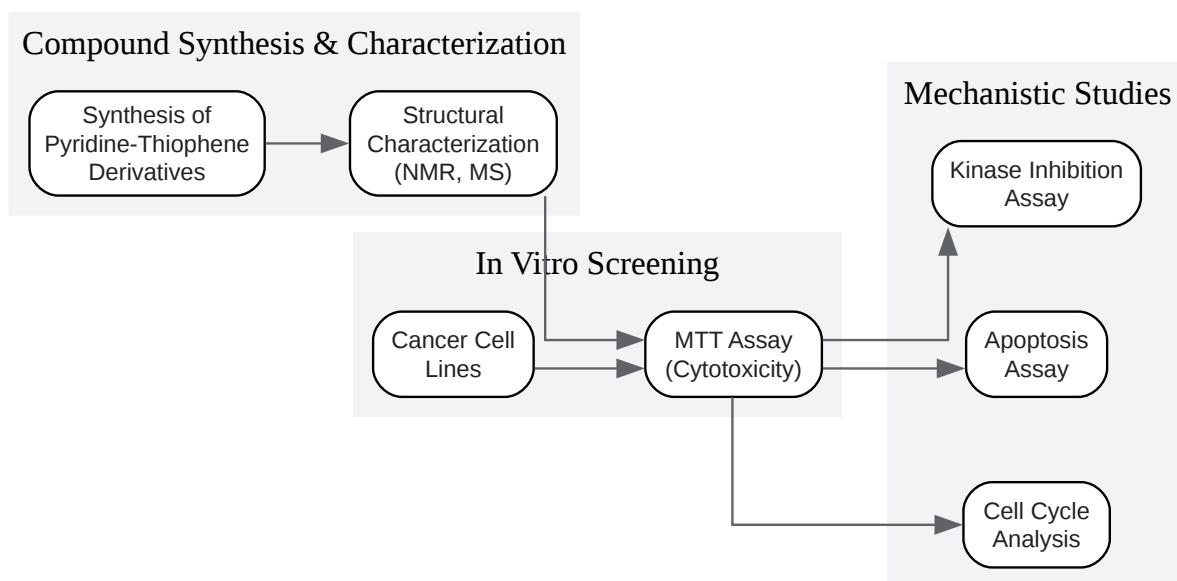 Compound Synthesis & Characterization
Synthesis of
Pyridine-Thiophene
Derivatives
Structural
Characterization
(NMR, MS)
In Vitro Screening
Cancer Cell
Lines
MTT Assay
(Cytotoxicity)
Mechanistic Studies
Kinase Inhibition
Assay
Apoptosis
Assay
Cell Cycle
Analysis